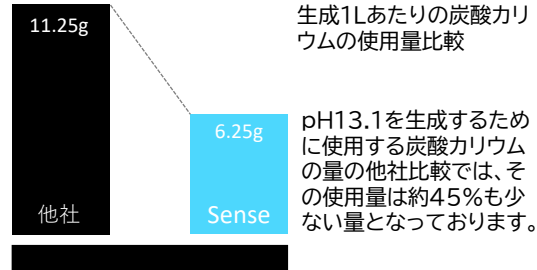 11.25g
他社
6.25g
Sense
生成1Lあたりの炭酸カリ
ウムの使用量比較
pH13.1を生成するため
に使用する炭酸カリウム
の量の他社比較では、そ
の使用量は約45%も少
ない量となっております。